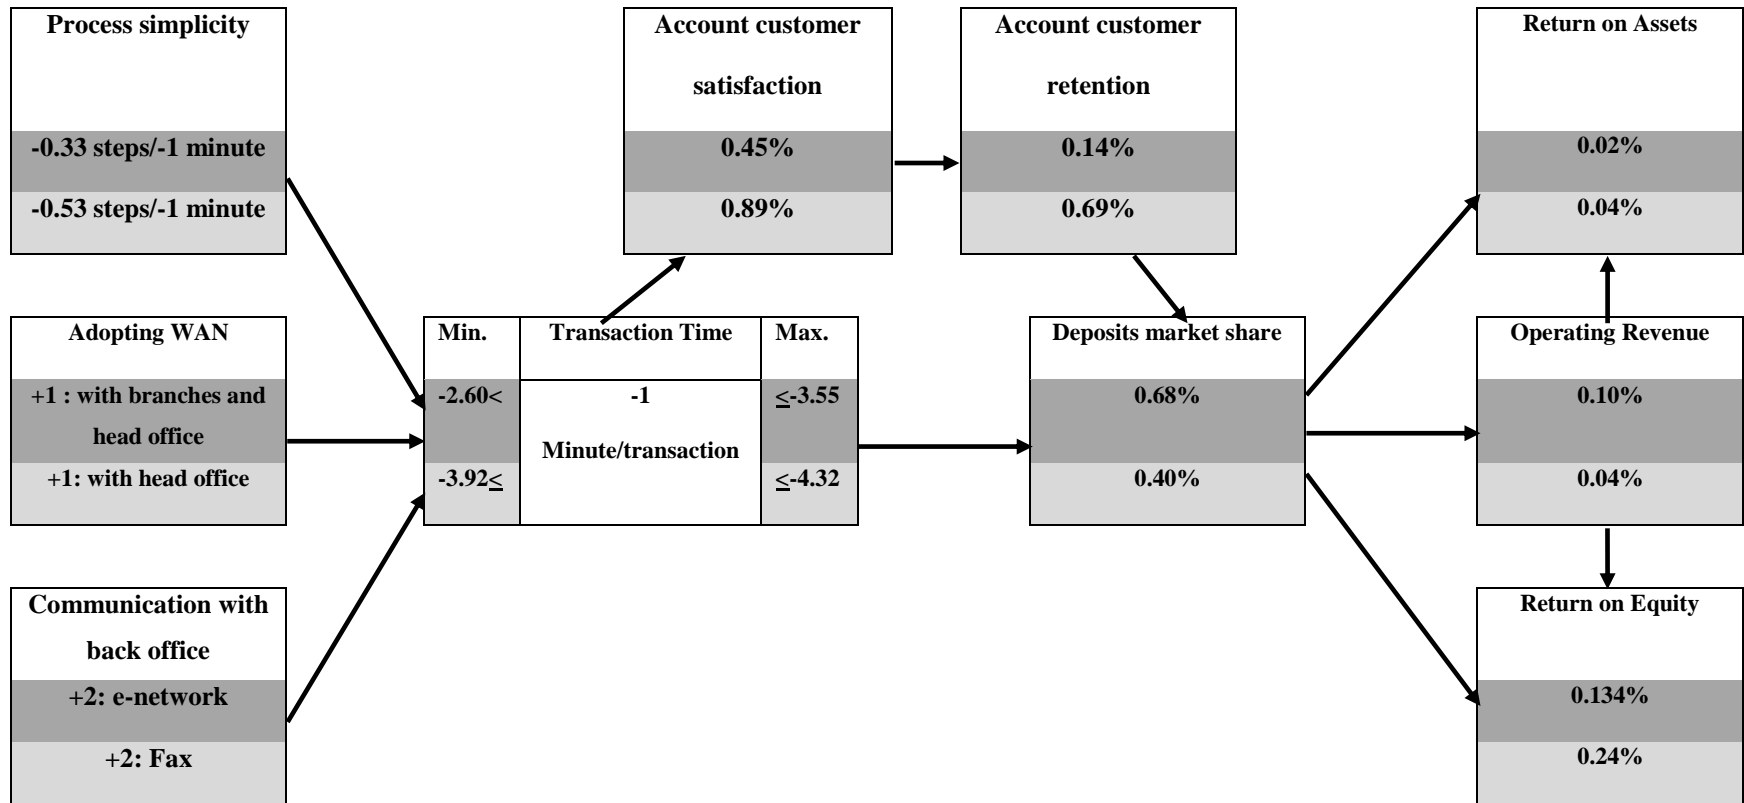 Process simplicity
-0.33 steps/-1 minute
-0.53 steps/-1 minute
Account customer
satisfaction
0.45%
0.89%
Account customer
retention
0.14%
0.69%
Return on Assets
0.02%
0.04%
Adopting WAN
+1 : with branches and
head office
+1: with head office
Min.
-2.60<
-3.92≤
Transaction Time
-1
Minute/transaction
Max.
≤-3.55
≤-4.32
Deposits market share
0.68%
0.40%
Operating Revenue
0.10%
0.04%
Communication with
back office
+2: e-network
+2: Fax
Return on Equity
0.134%
0.24%